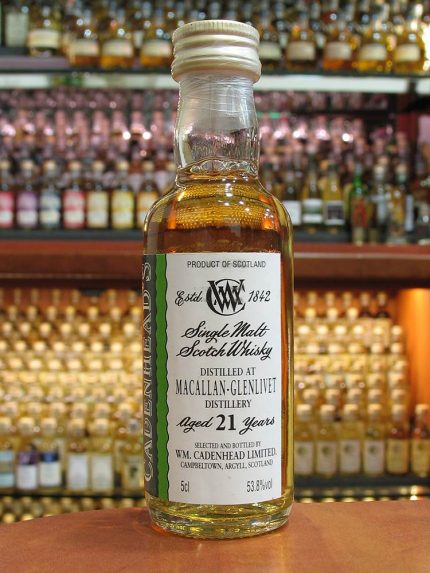 PRODUCT OF SCOTLAND
Estd WC 1842
Single Malt
Scotch Whisky
DISTILLED AT
MACALLAN-GLENLIVET
DISTILLERY
Aged 21 Years
SELECTED AND BOTTLED BY
WM. CADENHEAD LIMITED,
CAMPBELTOWN, ARGYLL, SCOTLAND
5cl 53.8%vol
CADENHEAD'S